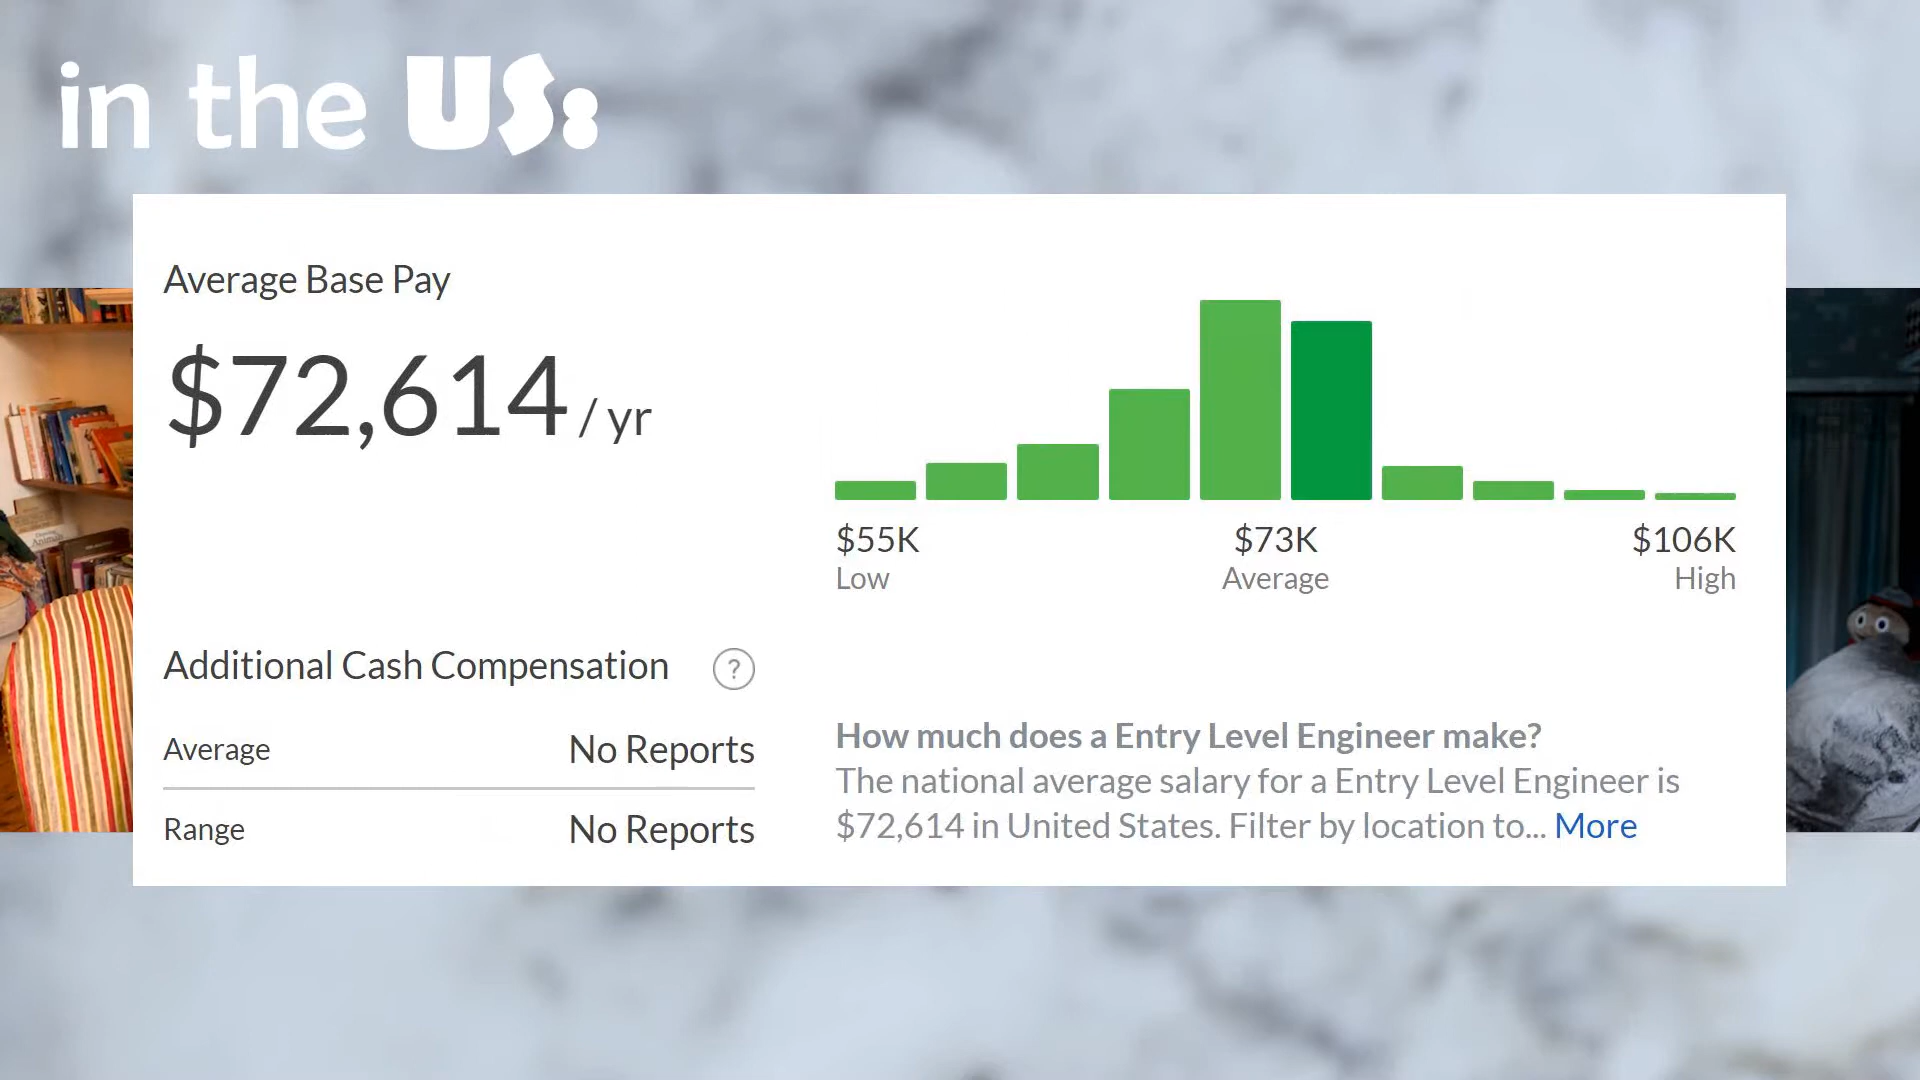 in the US:
Average Base Pay
$72,614 / yr
$55K
Low
$73K
Average
$106K
High
Additional Cash Compensation ?
Average No Reports
Range No Reports
How much does a Entry Level Engineer make?
The national average salary for a Entry Level Engineer is
$72,614 in United States. Filter by location to... More